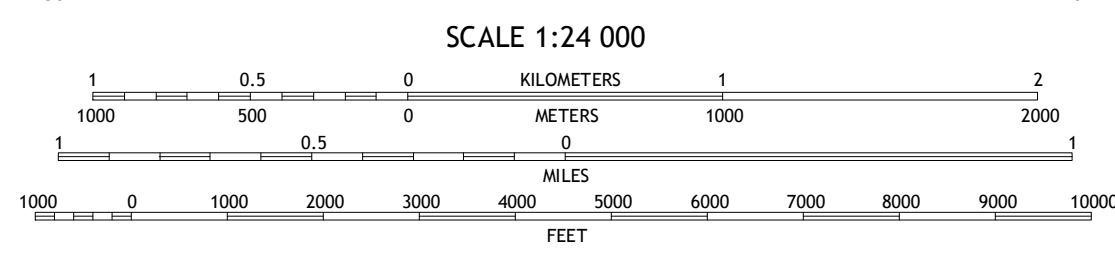 SCALE 1:24 000
1 0.5 0 KILOMETERS 1 2
1000 500 0 METERS 1000 2000
1 0.5 0 1
MILES
1000 0 1000 2000 3000 4000 5000 6000 7000 8000 9000 10000
FEET